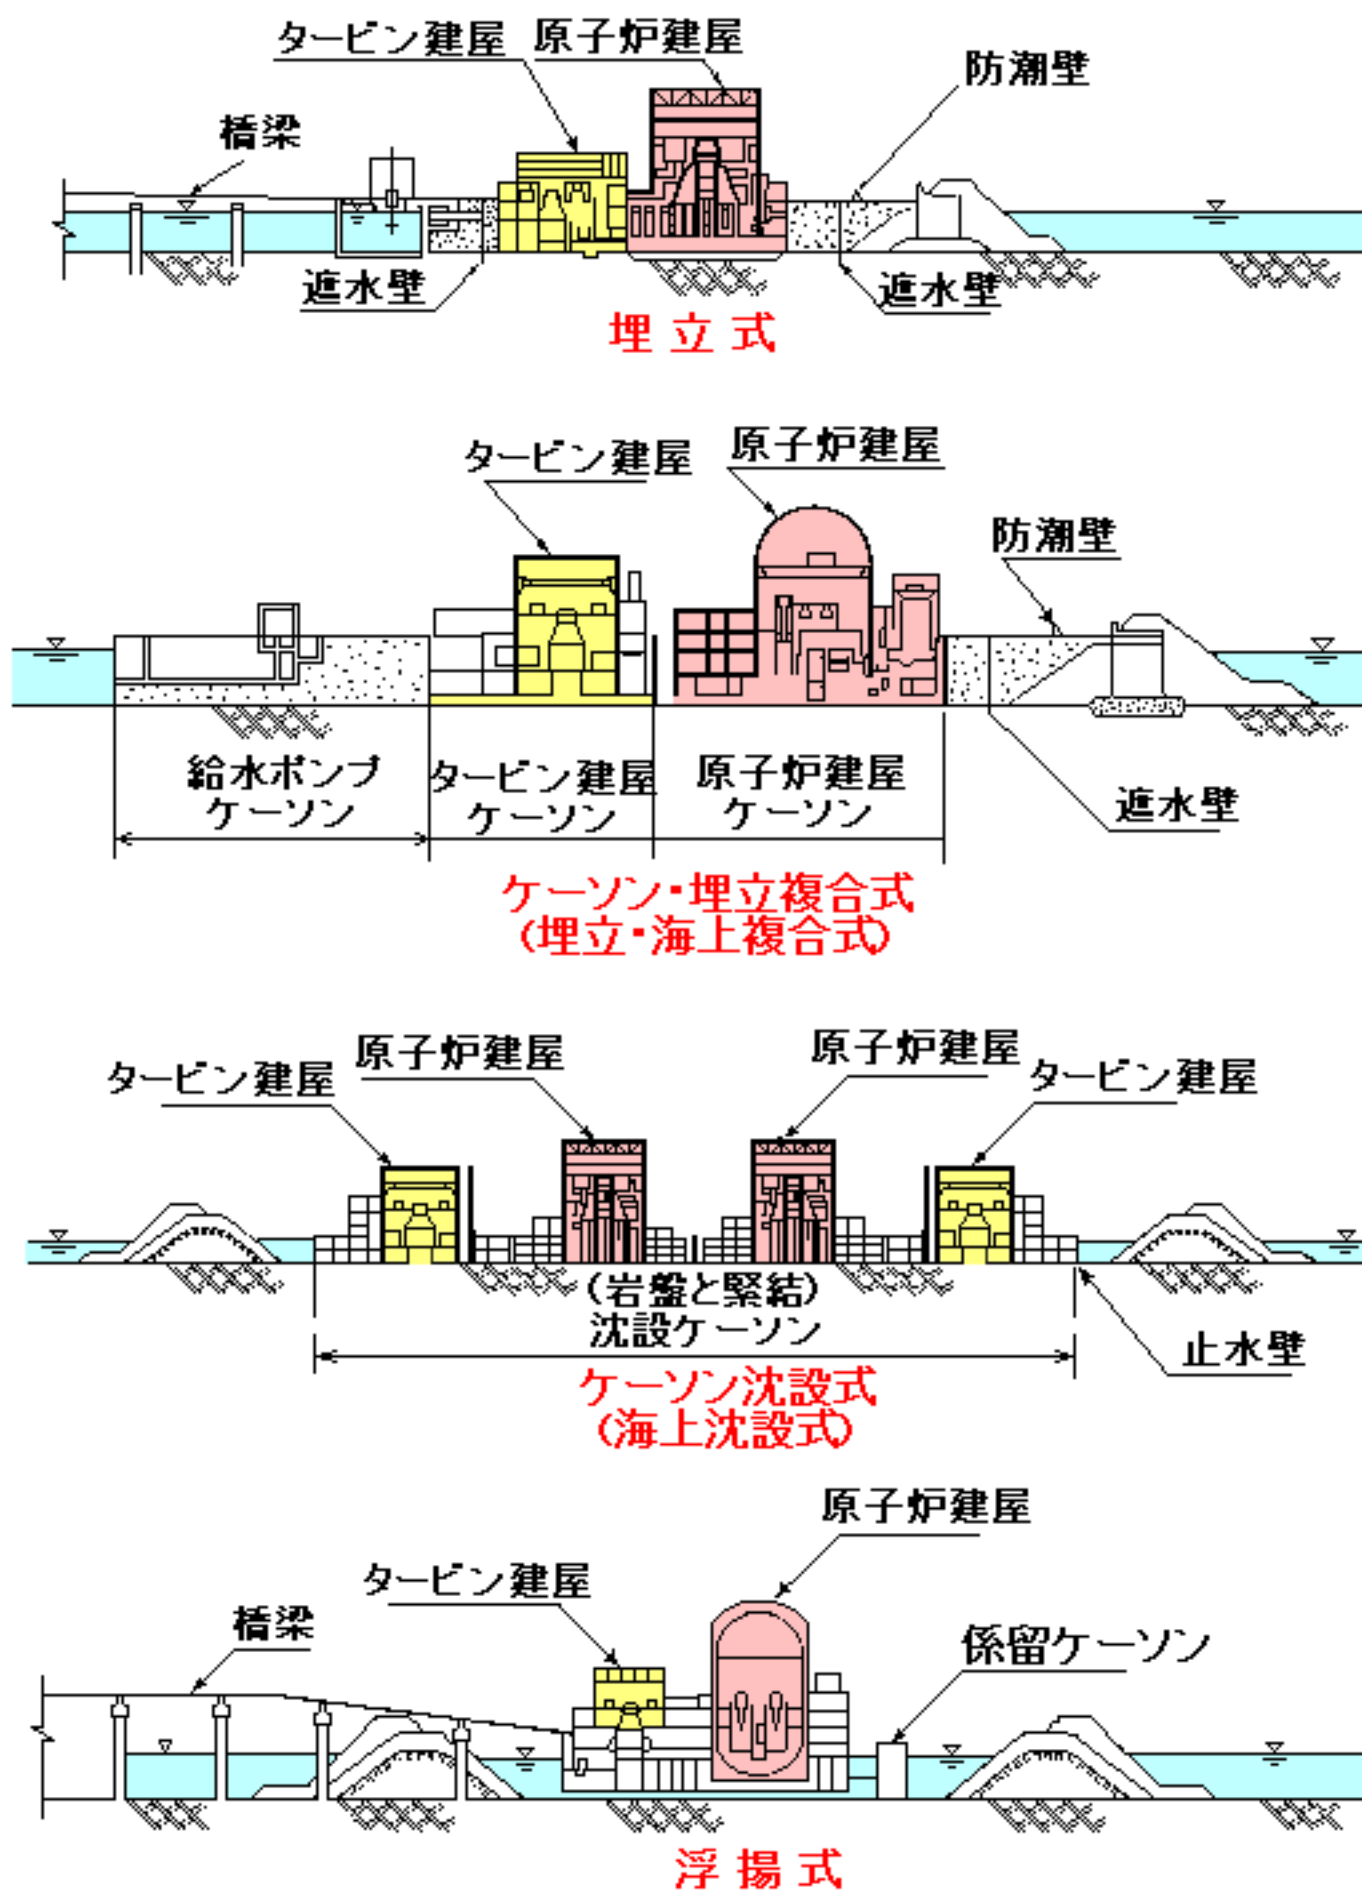 タービン建屋 原子炉建屋
防潮壁
橋梁
遮水壁
遮水壁
埋立式
原子炉建屋
タービン建屋
防潮壁
給水ポンプ
ケーソン
タービン建屋
ケーソン
原子炉建屋
ケーソン
遮水壁
ケーソン・埋立複合式
(埋立・海上複合式)
原子炉建屋
原子炉建屋
タービン建屋
タービン建屋
(岩盤と緊結)
沈設ケーソン
止水壁
ケーソン沈設式
(海上沈設式)
原子炉建屋
タービン建屋
橋梁
係留ケーソン
浮揚式